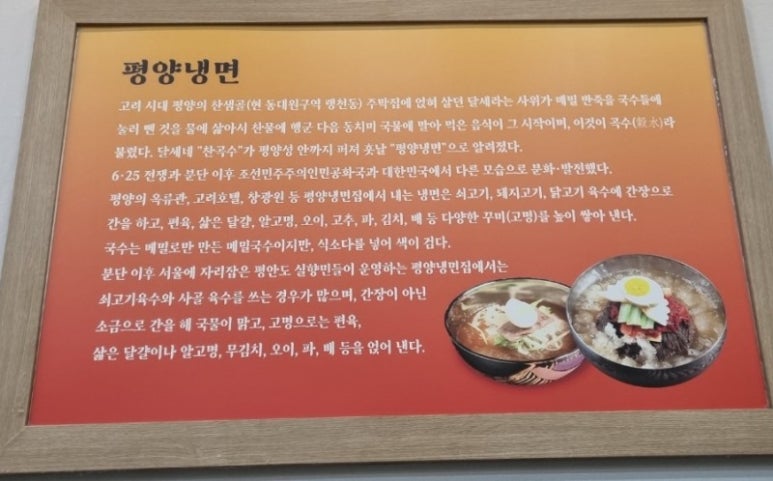 평양냉면
고려 시대 평양의 찬샘골(현 동대원구역 랭천동) 주막집에 얹혀 살던 달세라는 사위가 메밀 반죽을 국수틀에
눌러 뺀 것을 물에 삶아서 찬물에 헹군 다음 동치미 국물에 말아 먹은 음식이 그 시작이며, 이것이 곡수(穀水)라
불렸다. 달세네 "찬곡수"가 평양성 안까지 퍼져 훗날 "평양냉면"으로 알려졌다.
6·25 전쟁과 분단 이후 조선민주주의인민공화국과 대한민국에서 다른 모습으로 분화·발전했다.
평양의 옥류관, 고려호텔, 창광원 등 평양냉면집에서 내는 냉면은 쇠고기, 돼지고기, 닭고기 육수에 간장으로
간을 하고, 편육, 삶은 달걀, 알고명, 오이, 고추, 파, 김치, 배 등 다양한 꾸미(고명)를 높이 쌓아 낸다.
국수는 메밀로만 만든 메밀국수이지만, 식소다를 넣어 색이 검다.
분단 이후 서울에 자리잡은 평안도 실향민들이 운영하는 평양냉면집에서는
쇠고기육수와 사골 육수를 쓰는 경우가 많으며, 간장이 아닌
소금으로 간을 해 국물이 맑고, 고명으로는 편육,
삶은 달걀이나 알고명, 무김치, 오이, 파, 배 등을 얹어 낸다.